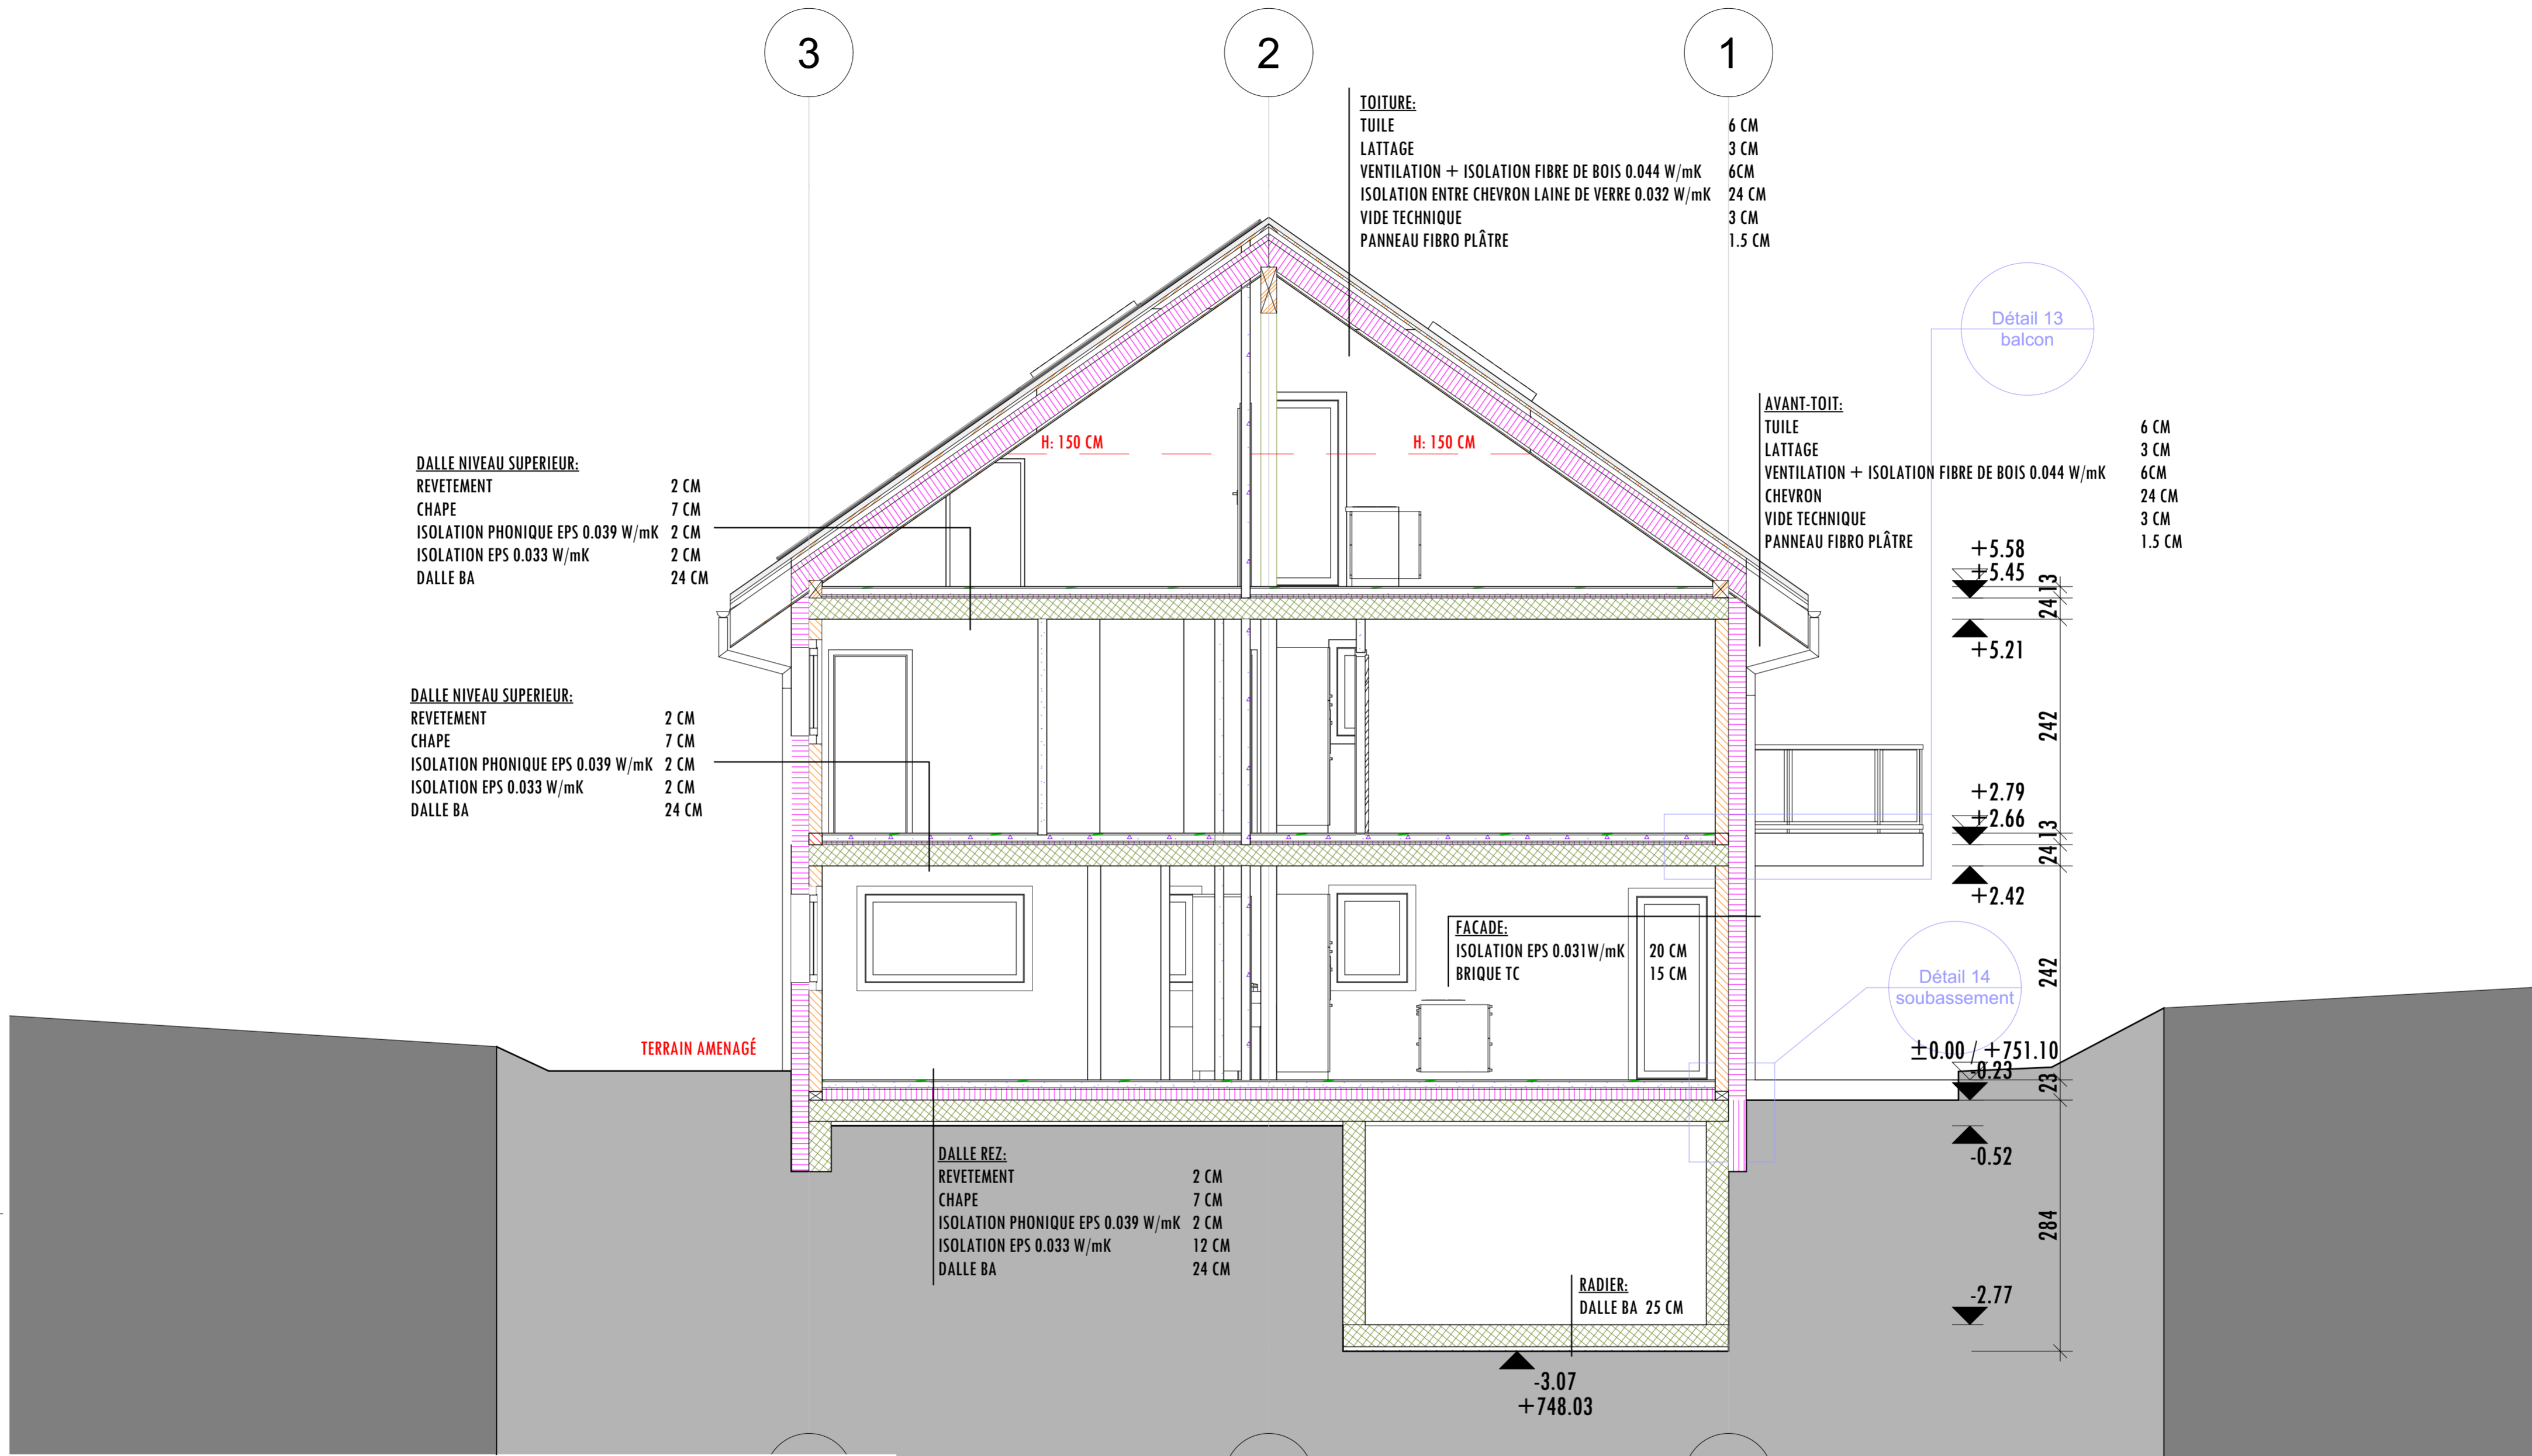 3
2
1
TOITURE:
TUILE 6 CM
LATTAGE 3 CM
VENTILATION + ISOLATION FIBRE DE BOIS 0.044 W/mK 6CM
ISOLATION ENTRE CHEVRON LAINE DE VERRE 0.032 W/mK 24 CM
VIDE TECHNIQUE 3 CM
PANNEAU FIBRO PLÂTRE 1.5 CM
Détail 13
balcon
AVANT-TOIT:
TUILE 6 CM
LATTAGE 3 CM
VENTILATION + ISOLATION FIBRE DE BOIS 0.044 W/mK 6CM
CHEVRON 24 CM
VIDE TECHNIQUE 3 CM
PANNEAU FIBRO PLÂTRE 1.5 CM
H: 150 CM
H: 150 CM
DALLE NIVEAU SUPERIEUR:
REVETEMENT 2 CM
CHAPE 7 CM
ISOLATION PHONIQUE EPS 0.039 W/mK 2 CM
ISOLATION EPS 0.033 W/mK 2 CM
DALLE BA 24 CM
+5.58
+5.45
13
24
+5.21
242
DALLE NIVEAU SUPERIEUR:
REVETEMENT 2 CM
CHAPE 7 CM
ISOLATION PHONIQUE EPS 0.039 W/mK 2 CM
ISOLATION EPS 0.033 W/mK 2 CM
DALLE BA 24 CM
+2.79
+2.66
13
24
+2.42
242
FACADE:
ISOLATION EPS 0.031W/mK 20 CM
BRIQUE TC 15 CM
Détail 14
soubassement
TERRAIN AMENAGÉ
±0.00 / +751.10
-0.23
23
-0.52
284
DALLE REZ:
REVETEMENT 2 CM
CHAPE 7 CM
ISOLATION PHONIQUE EPS 0.039 W/mK 2 CM
ISOLATION EPS 0.033 W/mK 12 CM
DALLE BA 24 CM
RADIER:
DALLE BA 25 CM
-2.77
-3.07
+748.03